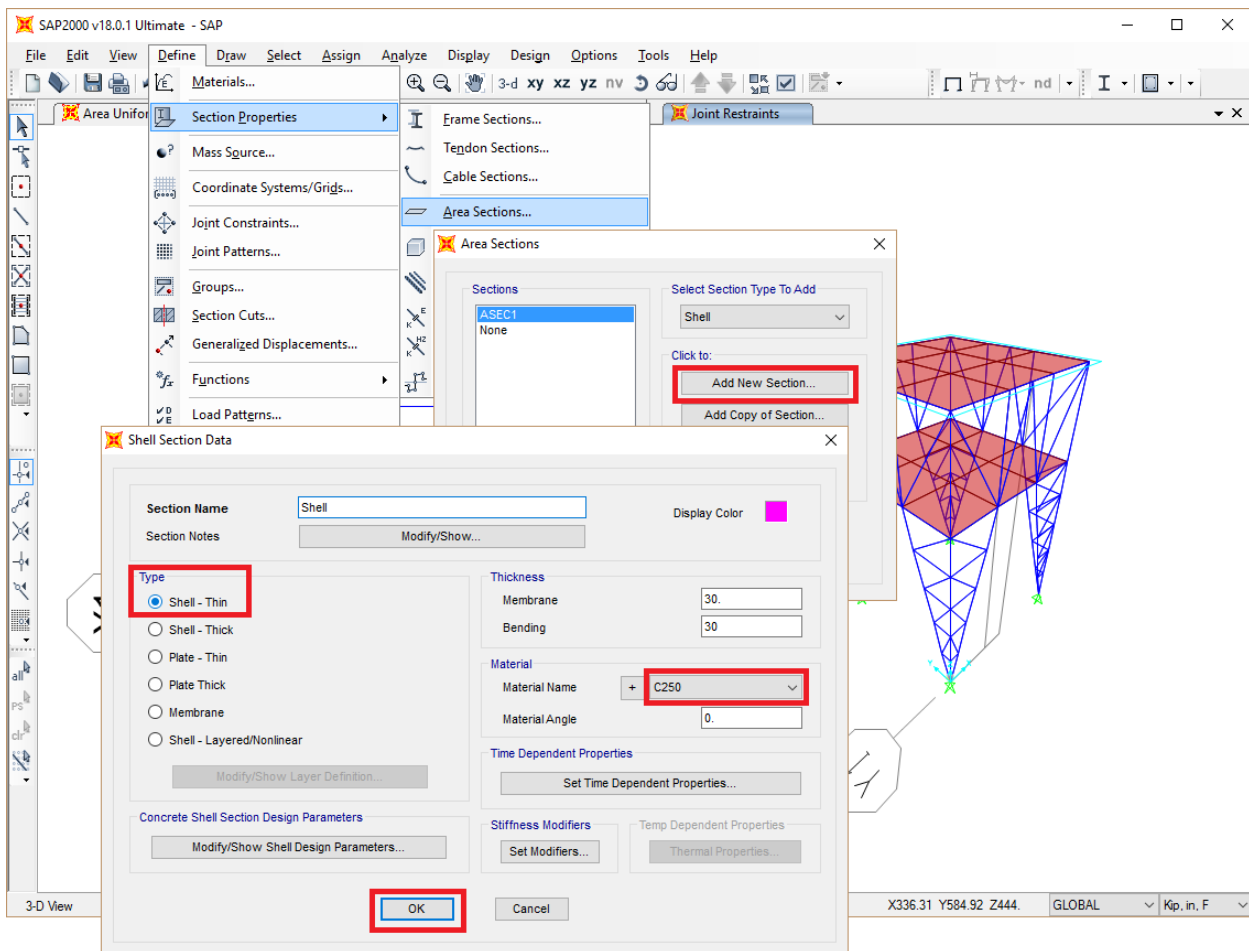 SAP2000 v18.0.1 Ultimate - SAP
File Edit View Define Draw Select Assign Analyze Display Design Options Tools Help
3-d xy xz yz nv nd
Area Unifor
Joint Restraints
Materials...
Section Properties
Mass Source...
Coordinate Systems/Grids...
Joint Constraints...
Joint Patterns...
Groups...
Section Cuts...
Generalized Displacements...
Functions
Load Patterns...
Frame Sections...
Tendon Sections...
Cable Sections...
Area Sections...
Area Sections
Sections
ASEC1
None
Select Section Type To Add
Shell
Click to:
Add New Section...
Add Copy of Section...
Shell Section Data
Section Name Shell
Display Color
Section Notes Modify/Show...
Type
Shell - Thin
Shell - Thick
Plate - Thin
Plate Thick
Membrane
Shell - Layered/Nonlinear
Modify/Show Layer Definition...
Concrete Shell Section Design Parameters
Modify/Show Shell Design Parameters...
Thickness
Membrane 30.
Bending 30
Material
Material Name + C250
Material Angle 0.
Time Dependent Properties
Set Time Dependent Properties...
Stiffness Modifiers
Set Modifiers...
Temp Dependent Properties
Thermal Properties...
OK Cancel
all
PS
clr
3-D View
X336.31 Y584.92 Z444.
GLOBAL
Kip, in, F